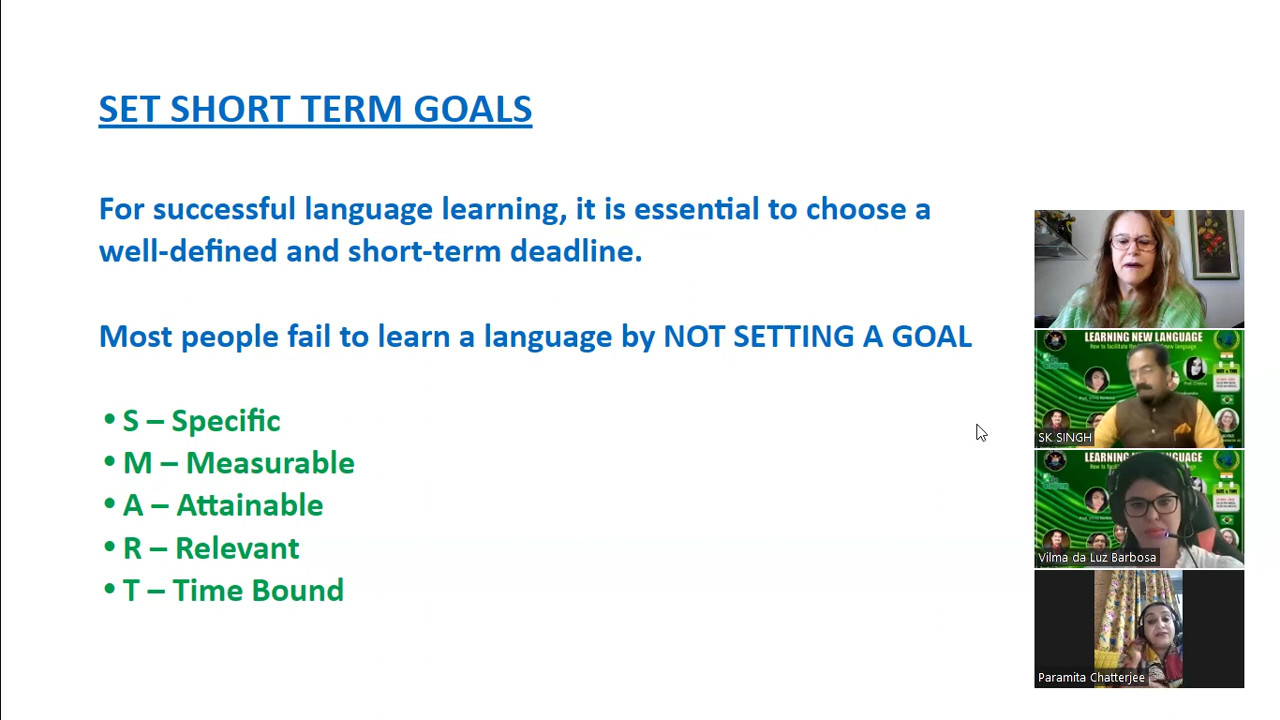 SET SHORT TERM GOALS
For successful language learning, it is essential to choose a
well-defined and short-term deadline.
Most people fail to learn a language by NOT SETTING A GOAL
• S – Specific
• M – Measurable
• A – Attainable
• R – Relevant
• T – Time Bound
LEARNING NEW LANGUAGE
SK SINGH
LEARNING NEW LANGUAGE
Vilma da Luz Barbosa
Paramita Chatterjee